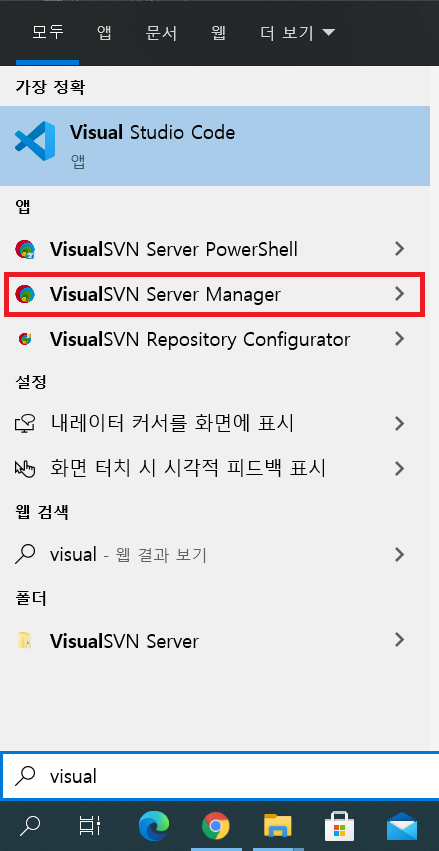 모두 앱 문서 웹 더 보기
가장 정확
Visual Studio Code
앱
앱
VisualSVN Server PowerShell
VisualSVN Server Manager
VisualSVN Repository Configurator
설정
내레이터 커서를 화면에 표시
화면 터치 시 시각적 피드백 표시
웹 검색
visual - 웹 결과 보기
폴더
VisualSVN Server
visual